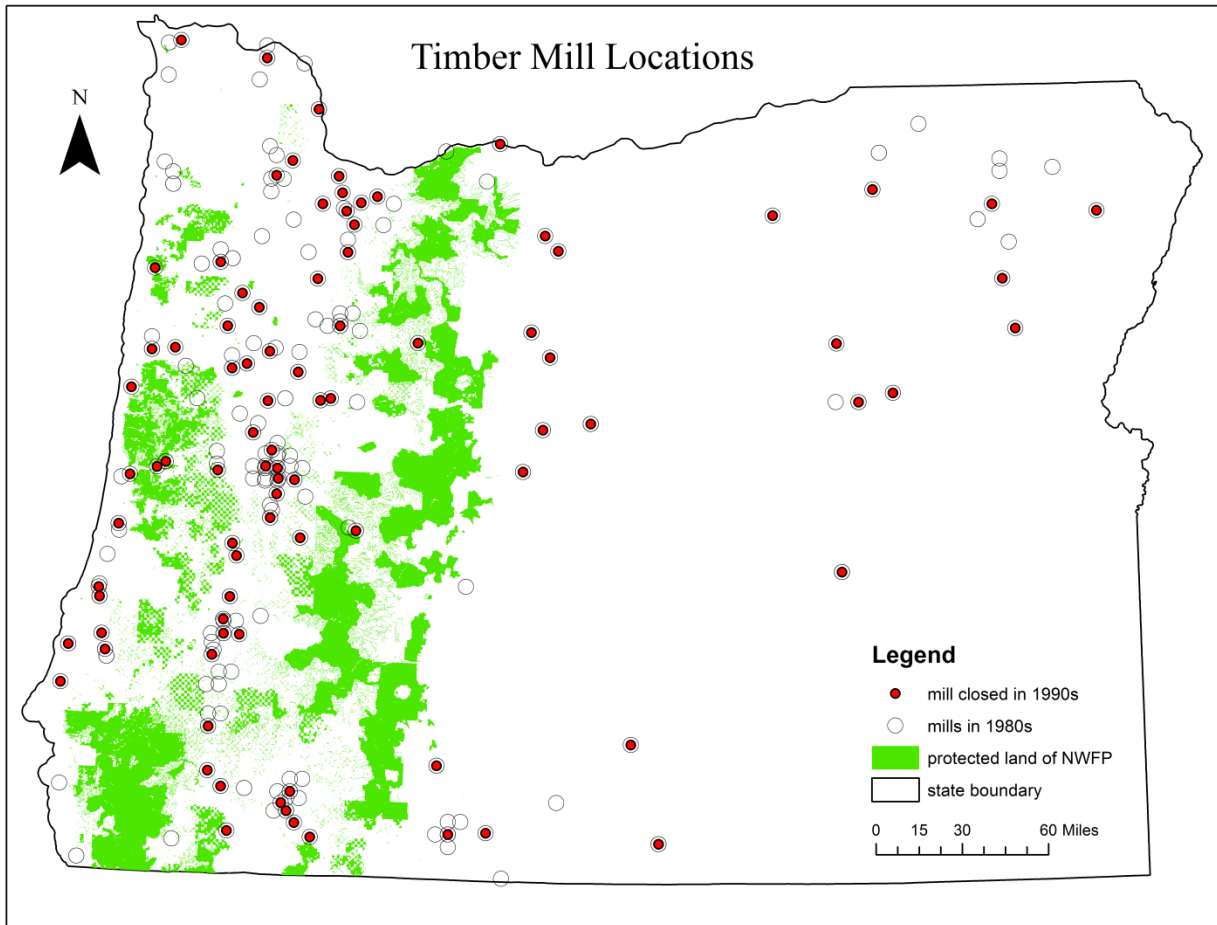 Timber Mill Locations
N
Legend
mill closed in 1990s
mills in 1980s
protected land of NWFP
state boundary
0 15 30 60 Miles